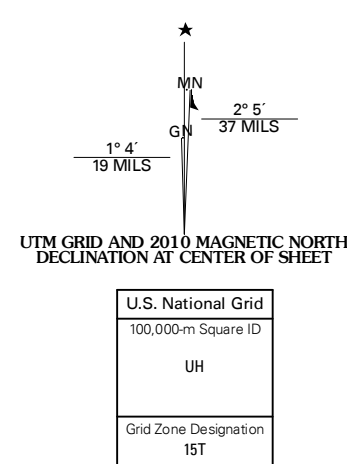 MN
GN
2° 5´
37 MILS
1° 4´
19 MILS
UTM GRID AND 2010 MAGNETIC NORTH
DECLINATION AT CENTER OF SHEET
U.S. National Grid
100,000-m Square ID
UH
Grid Zone Designation
15T